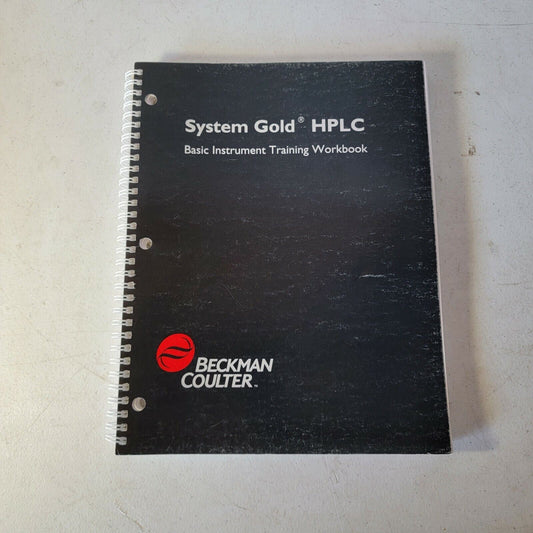 System Gold® HPLC
Basic Instrument Training Workbook
BECKMAN
COULTER™